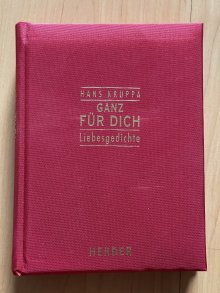 HANS KRUPPA
GANZ
FÜR DICH
Liebesgedichte
HERDER